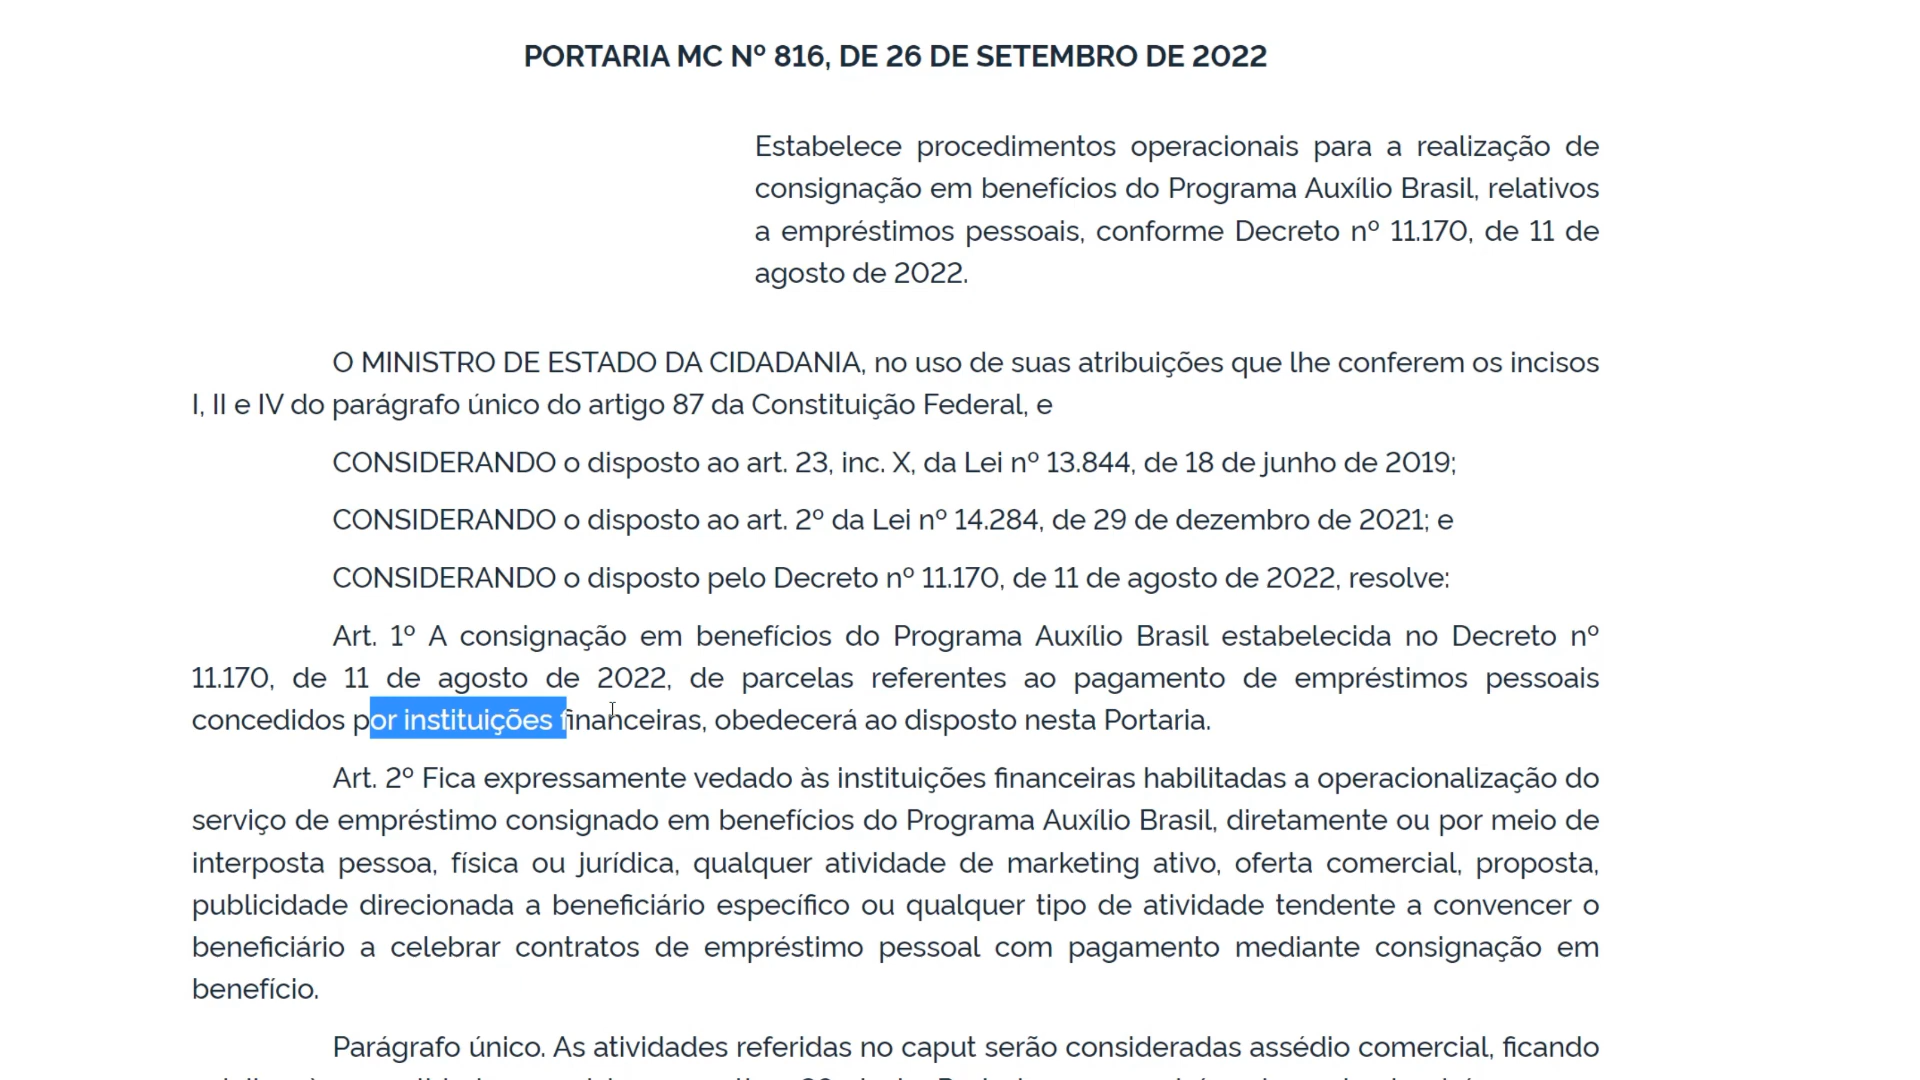 PORTARIA MC Nº 816, DE 26 DE SETEMBRO DE 2022
Estabelece procedimentos operacionais para a realização de
consignação em benefícios do Programa Auxílio Brasil, relativos
a empréstimos pessoais, conforme Decreto nº 11.170, de 11 de
agosto de 2022.
O MINISTRO DE ESTADO DA CIDADANIA, no uso de suas atribuições que lhe conferem os incisos
I, II e IV do parágrafo único do artigo 87 da Constituição Federal, e
CONSIDERANDO o disposto ao art. 23, inc. X, da Lei nº 13.844, de 18 de junho de 2019;
CONSIDERANDO o disposto ao art. 2º da Lei nº 14.284, de 29 de dezembro de 2021; e
CONSIDERANDO o disposto pelo Decreto nº 11.170, de 11 de agosto de 2022, resolve:
Art. 1º A consignação em benefícios do Programa Auxílio Brasil estabelecida no Decreto nº
11.170, de 11 de agosto de 2022, de parcelas referentes ao pagamento de empréstimos pessoais
concedidos por instituições financeiras, obedecerá ao disposto nesta Portaria.
Art. 2º Fica expressamente vedado às instituições financeiras habilitadas a operacionalização do
serviço de empréstimo consignado em benefícios do Programa Auxílio Brasil, diretamente ou por meio de
interposta pessoa, física ou jurídica, qualquer atividade de marketing ativo, oferta comercial, proposta,
publicidade direcionada a beneficiário específico ou qualquer tipo de atividade tendente a convencer o
beneficiário a celebrar contratos de empréstimo pessoal com pagamento mediante consignação em
benefício.
Parágrafo único. As atividades referidas no caput serão consideradas assédio comercial, ficando